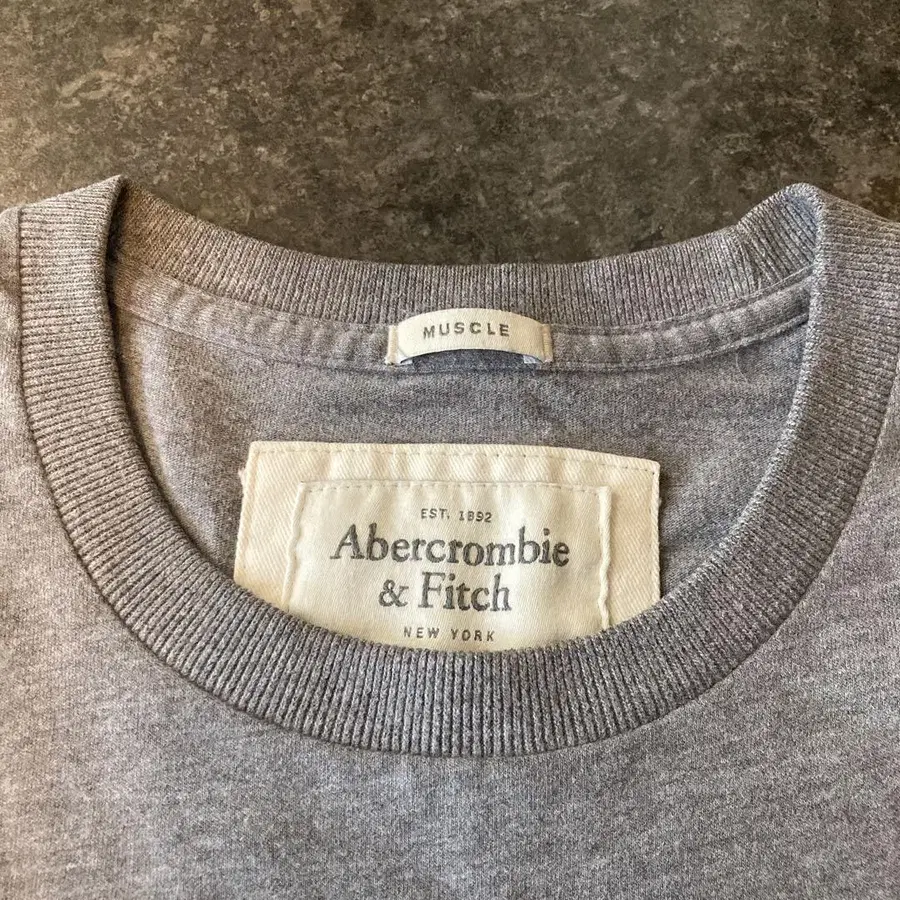 MUSCLE
EST. 1892
Abercrombie
& Fitch
NEW YORK